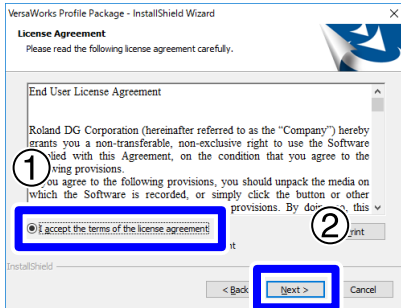 VersaWorks Profile Package - InstallShield Wizard
License Agreement
Please read the following license agreement carefully.
End User License Agreement
Roland DG Corporation (hereinafter referred to as the "Company") hereby
grants you a non-transferable, non-exclusive right to use the Software
with this Agreement, on the condition that you agree to the
provisions.
agree to the following provisions, you should unpack the media on
which the Software is recorded, or simply click the button or other
provisions. By this
1
I accept the terms of the license agreement
2
InstallShield
< Back
Next >
Cancel